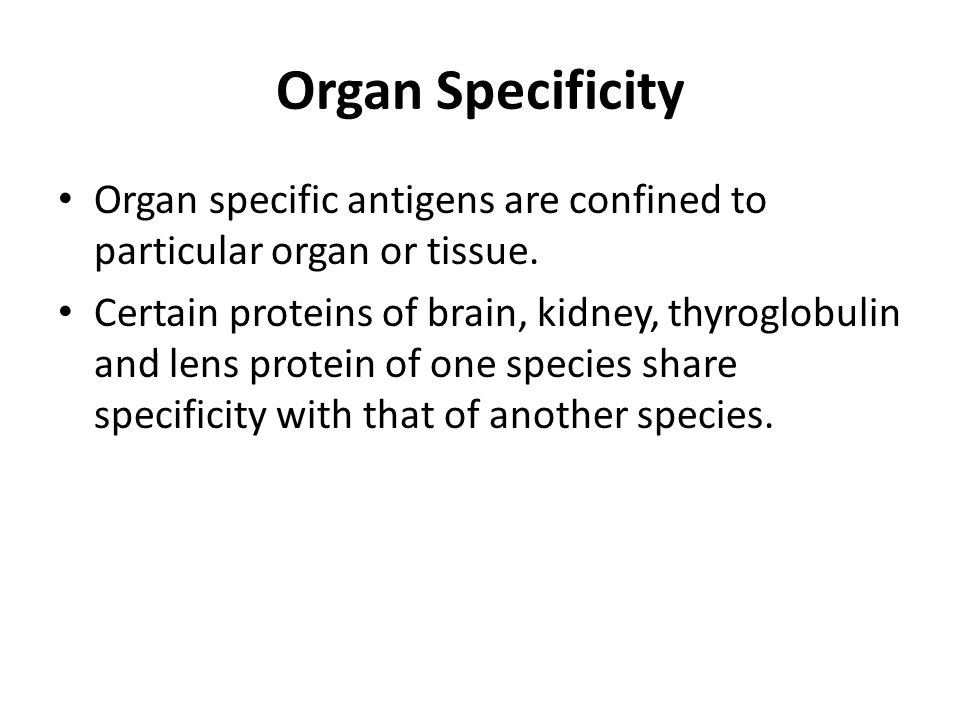 Organ Specificity
• Organ specific antigens are confined to
particular organ or tissue.
• Certain proteins of brain, kidney, thyroglobulin
and lens protein of one species share
specificity with that of another species.